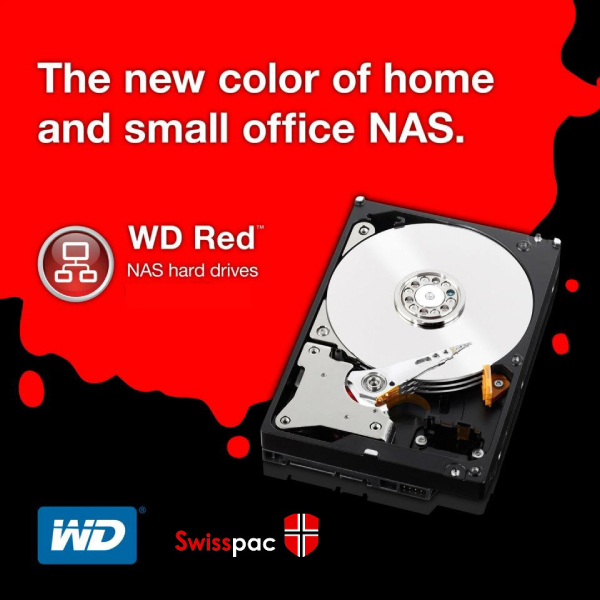 The new color of home
and small office NAS.
WD Red™
NAS hard drives
WD®
Swisspac